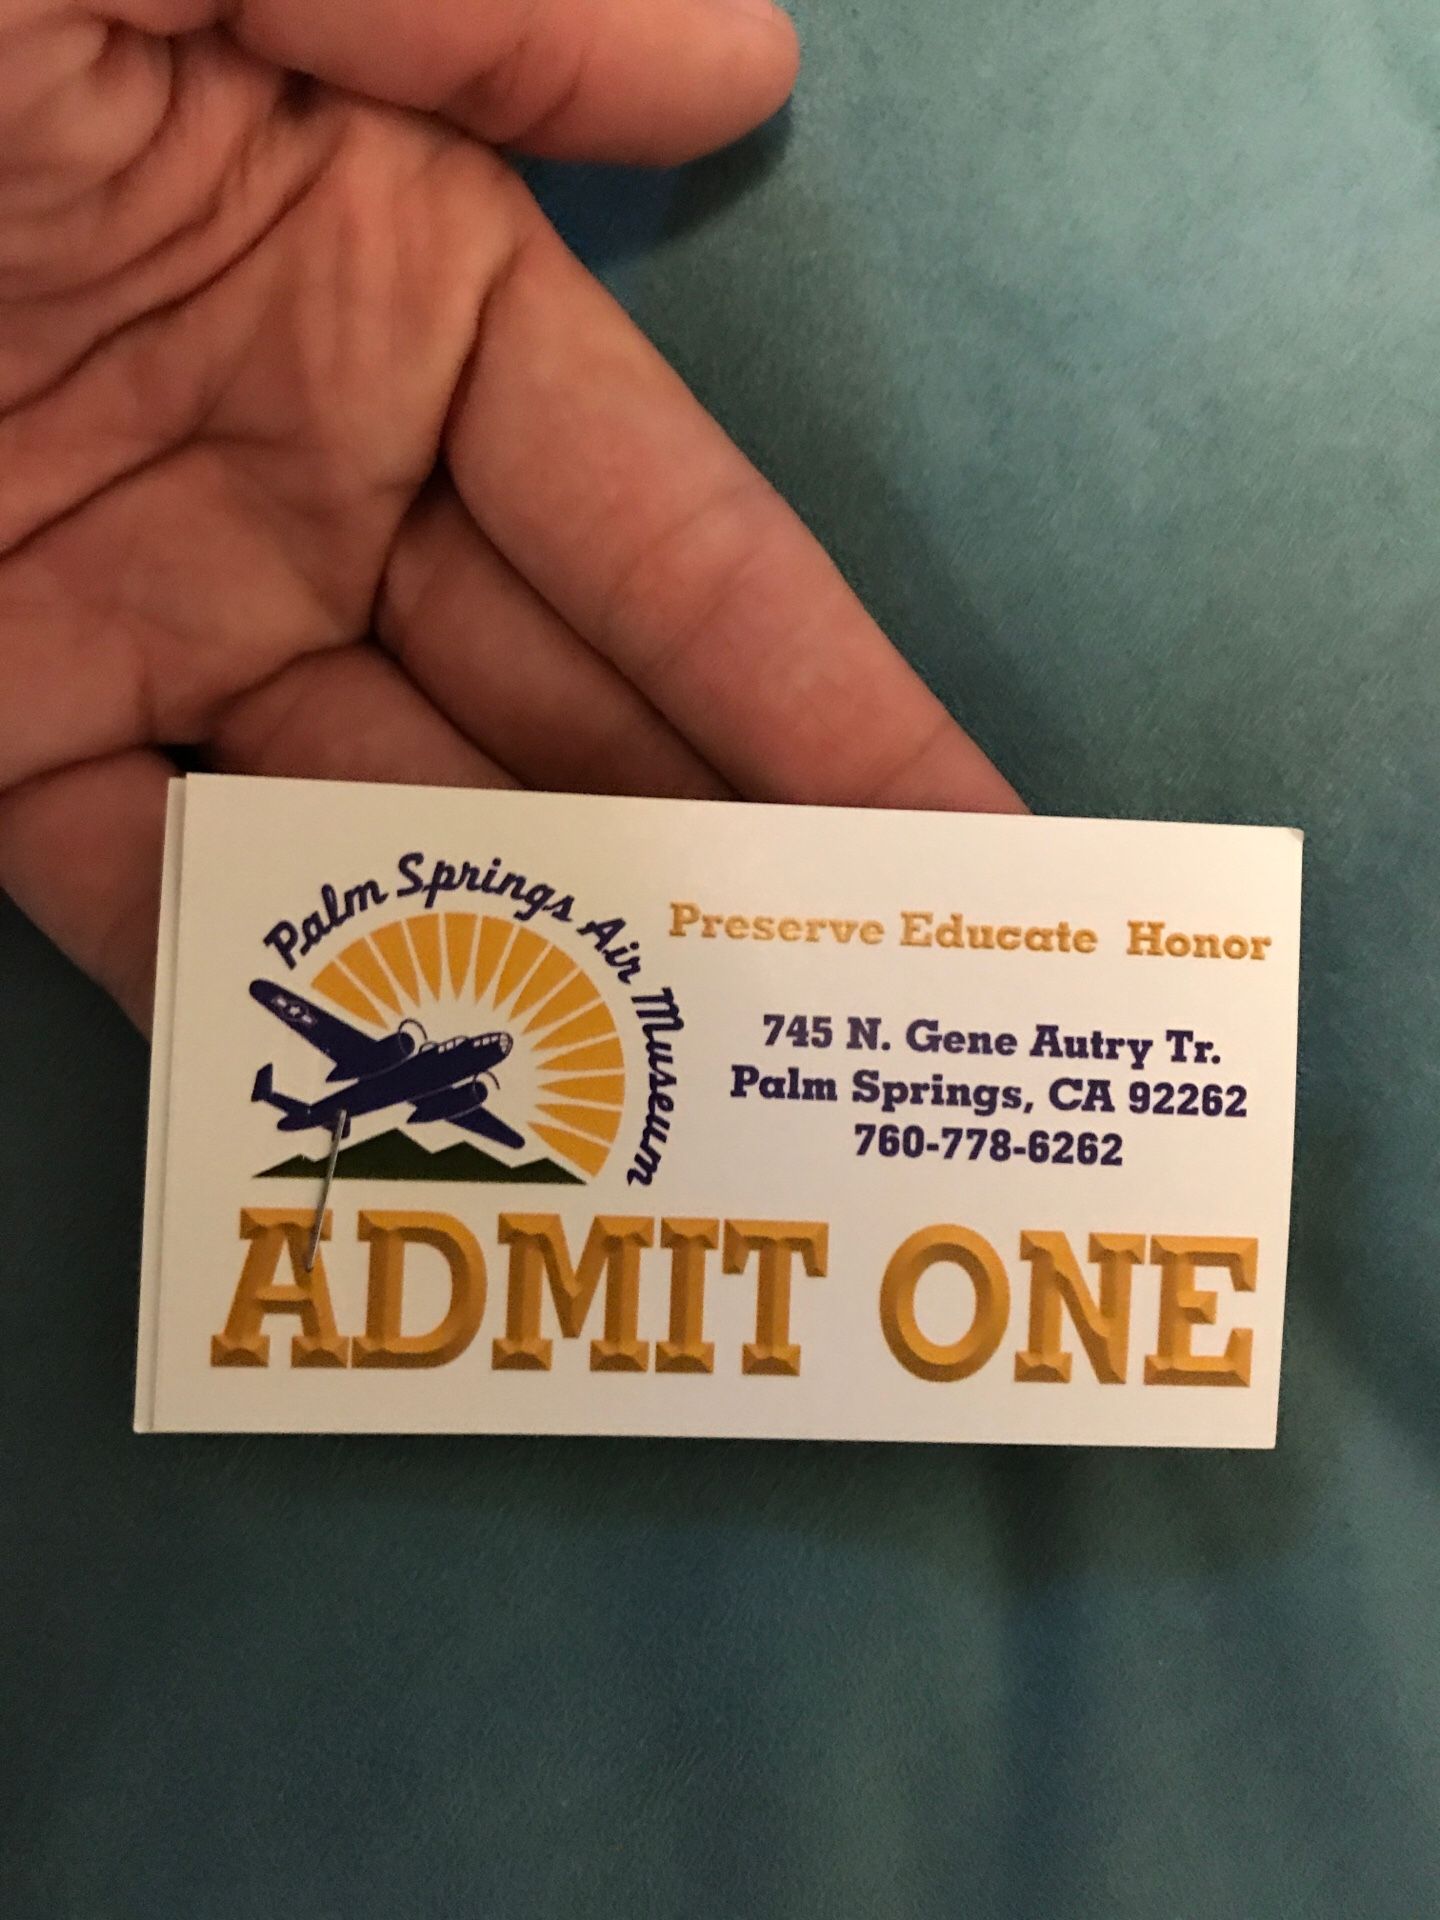 Palm Springs Air Museum
Preserve Educate Honor
745 N. Gene Autry Tr.
Palm Springs, CA 92262
760-778-6262
ADMIT ONE